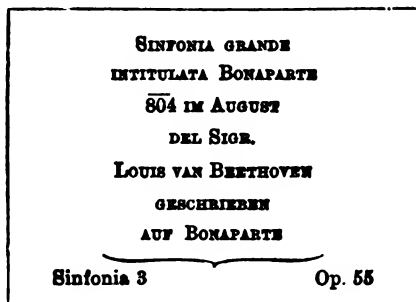 SINFONIA GRANDE
INTITULATA BONAPARTE
804 IM AUGUST
DEL SIGR.
LOUIS VAN BEETHOVEN
GESCHRIEBEN
AUF BONAPARTE
Sinfonia 3 Op. 55